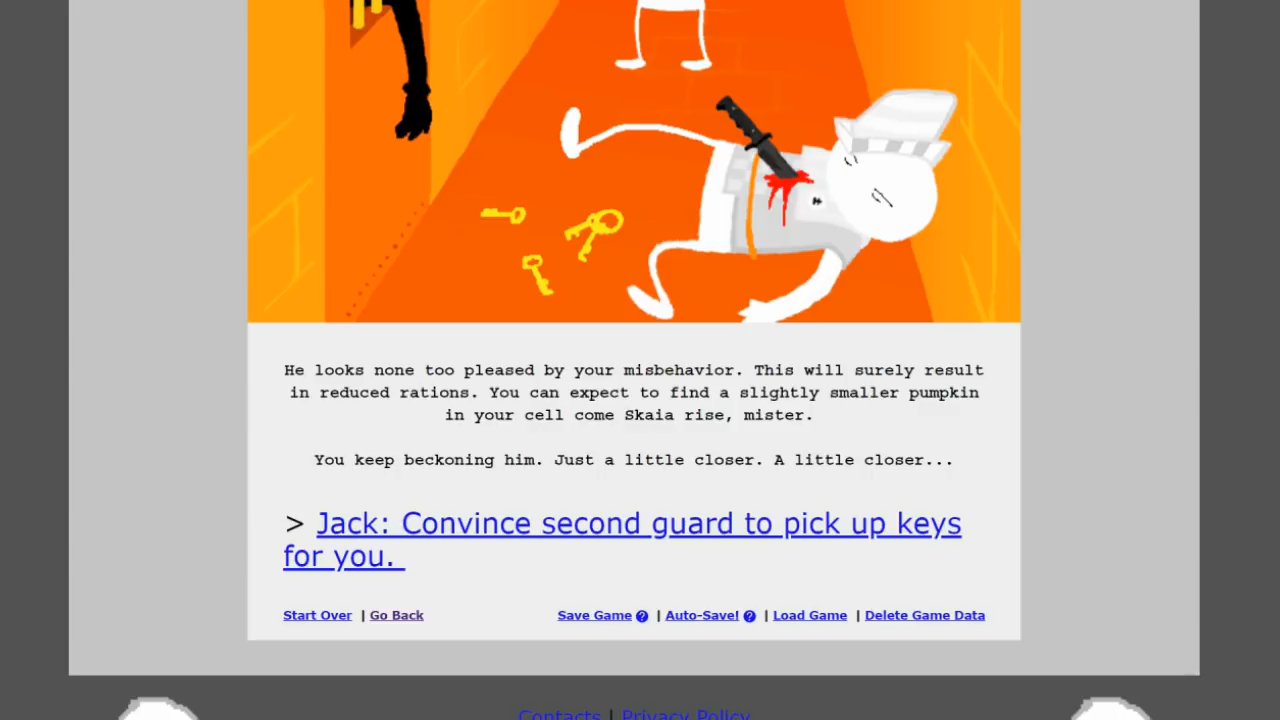 He looks none too pleased by your misbehavior. This will surely result
in reduced rations. You can expect to find a slightly smaller pumpkin
in your cell come Skaia rise, mister.
You keep beckoning him. Just a little closer. A little closer...
> Jack: Convince second guard to pick up keys
for you.
Start Over | Go Back Save Game ? | Auto-Save! ? | Load Game | Delete Game Data
Contacts | Privacy Policy